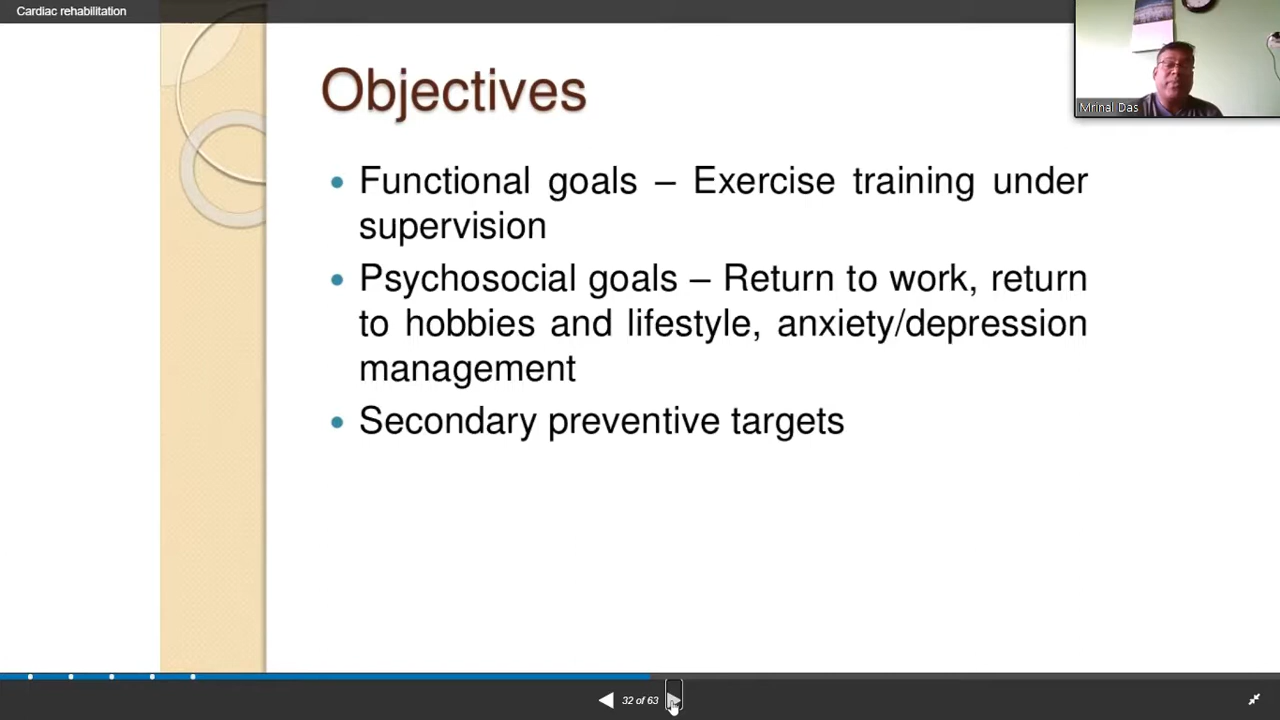 Cardiac rehabilitation
Mrinal Das
Objectives
Functional goals – Exercise training under
supervision
Psychosocial goals – Return to work, return
to hobbies and lifestyle, anxiety/depression
management
Secondary preventive targets
32 of 63